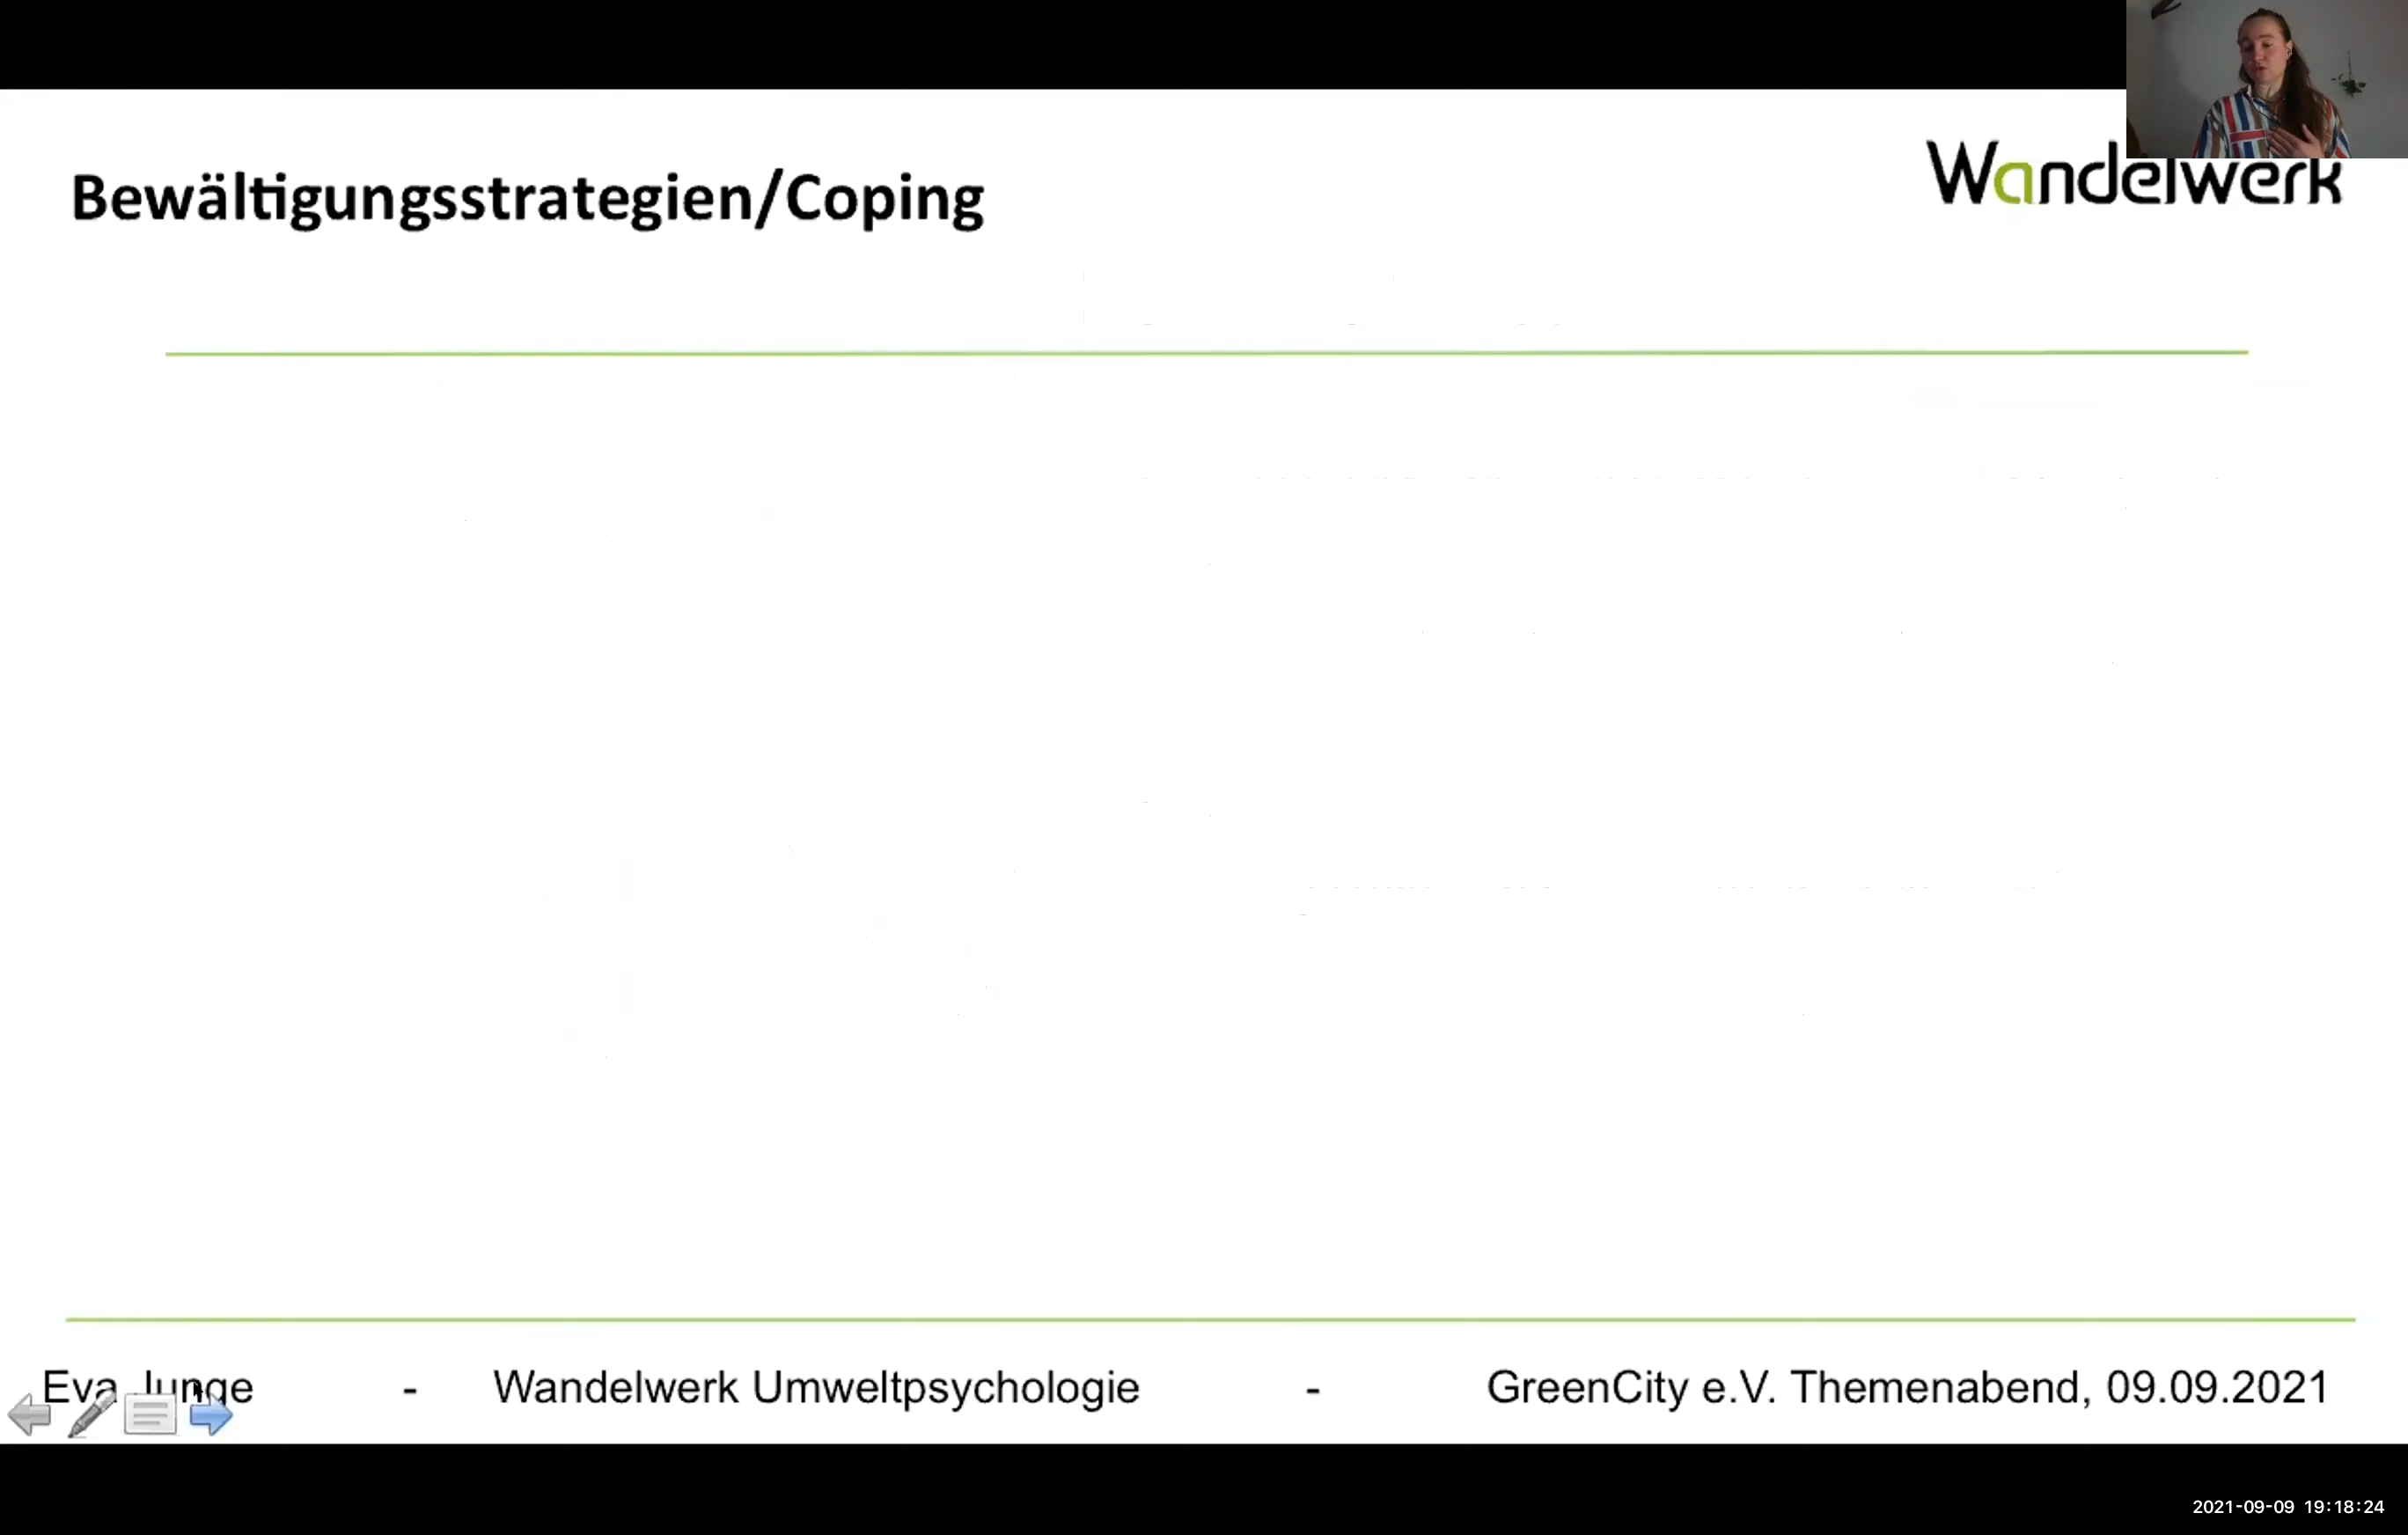 Bewältigungsstrategien/Coping
Wandelwerk
Eva Junge - Wandelwerk Umweltpsychologie - GreenCity e.V. Themenabend, 09.09.2021
2021-09-09 19:18:24